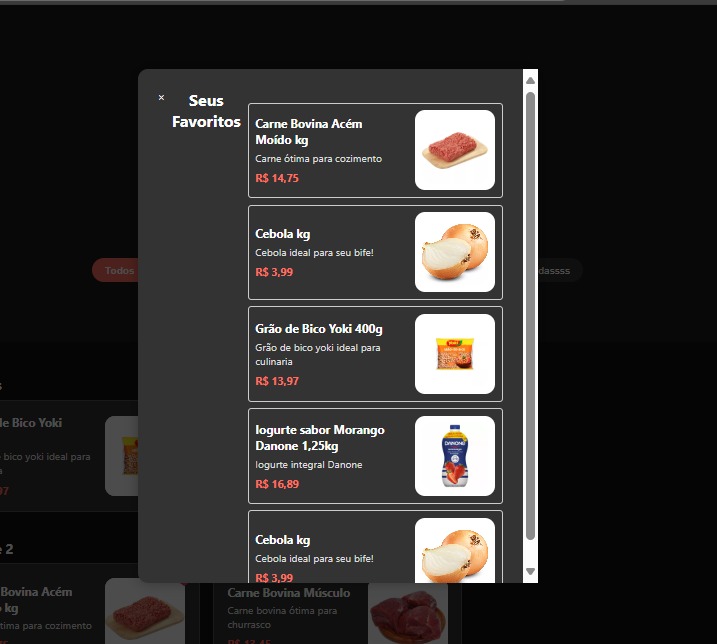 ×
Seus
Favoritos
Carne Bovina Acém
Moído kg
Carne ótima para cozimento
R$ 14,75
Cebola kg
Cebola ideal para seu bife!
R$ 3,99
Grão de Bico Yoki 400g
Grão de bico yoki ideal para
culinaria
R$ 13,97
Iogurte sabor Morango
Danone 1,25kg
Iogurte integral Danone
R$ 16,89
DANONE
Cebola kg
Cebola ideal para seu bife!
R$ 3,99
Todos
dassss
s
e Bico Yoki
bico yoki ideal para
a
97
e 2
Bovina Acém
kg
tima para cozimento
Carne Bovina Músculo
Carne bovina ótima para
churrasco